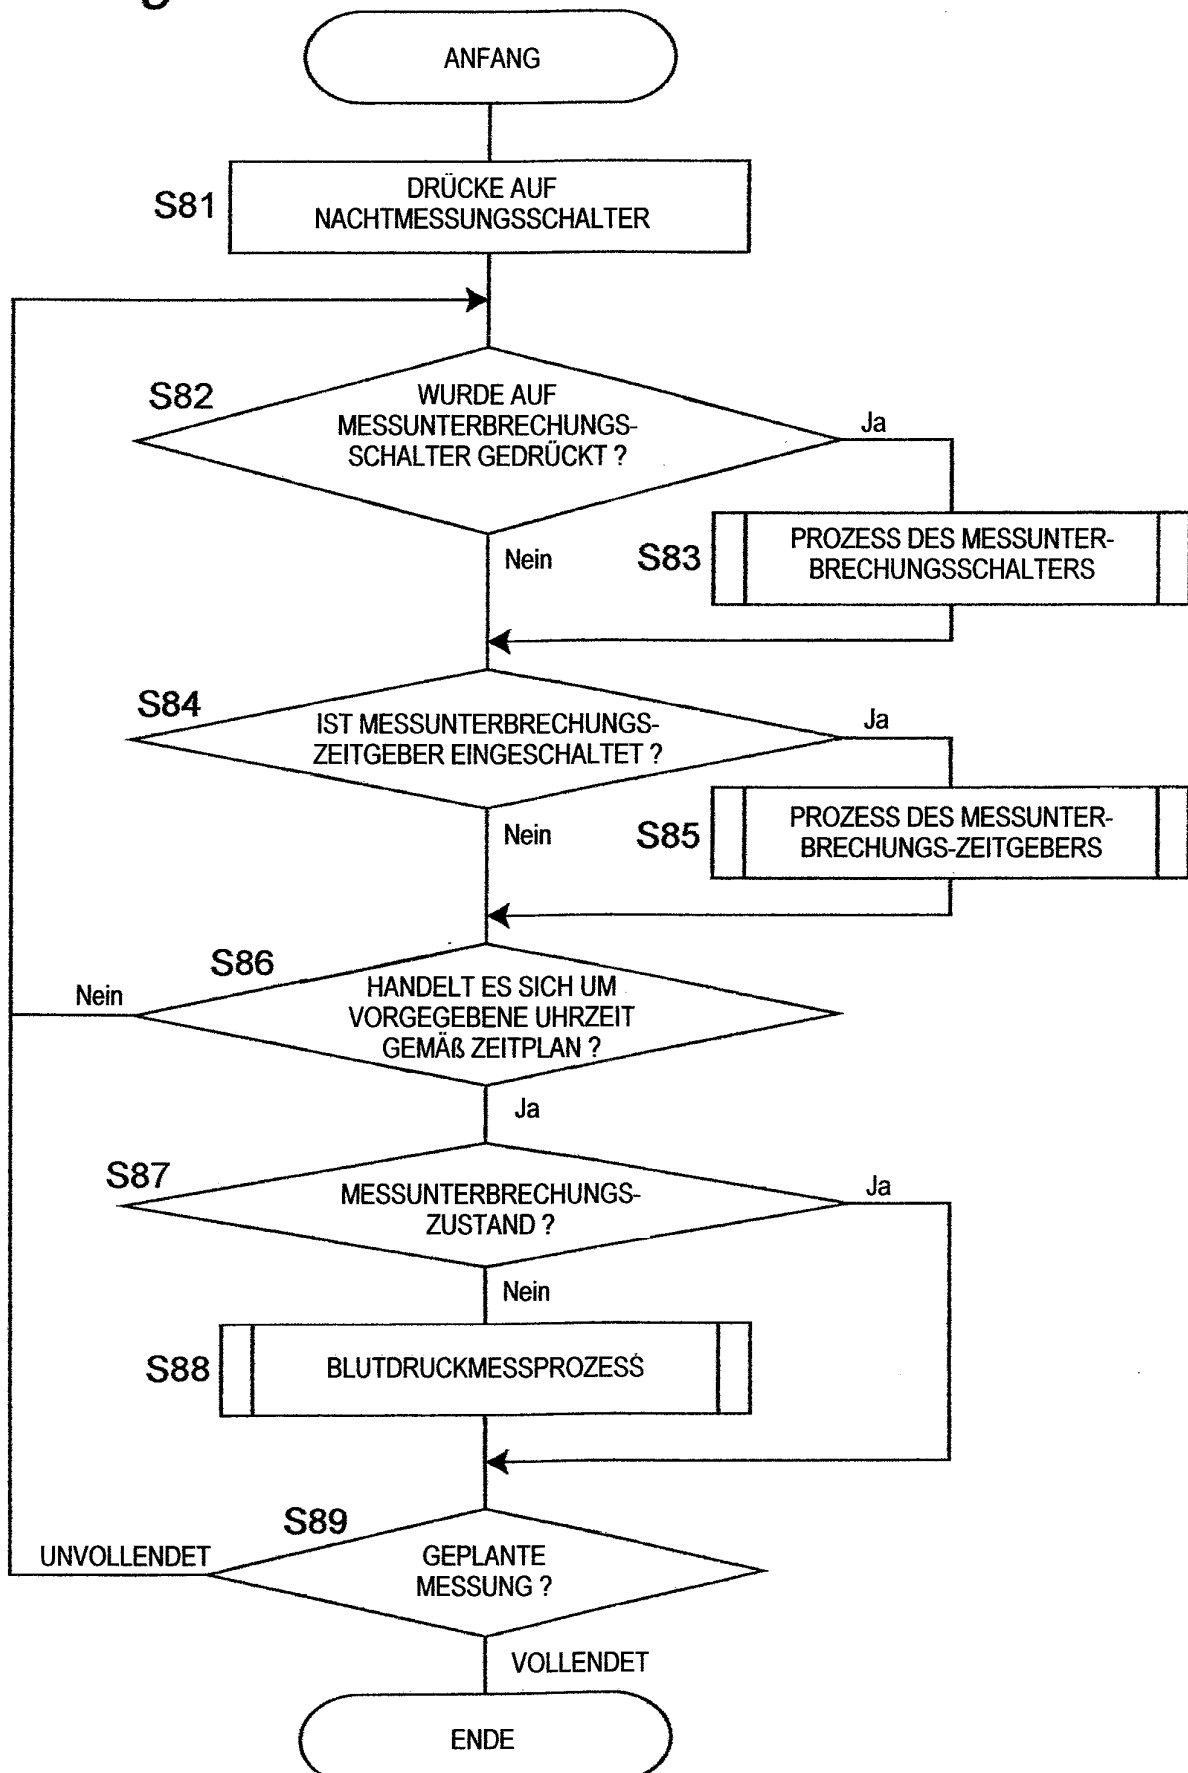 ANFANG
S81
DRÜCKE AUF
NACHTMESSUNGSSCHALTER
S82
WURDE AUF
MESSUNTERBRECHUNGS-
SCHALTER GEDRÜCKT ?
Ja
Nein
S83
PROZESS DES MESSUNTER-
BRECHUNGSSCHALTERS
S84
IST MESSUNTERBRECHUNGS-
ZEITGEBER EINGESCHALTET ?
Ja
Nein
S85
PROZESS DES MESSUNTER-
BRECHUNGS-ZEITGEBERS
S86
HANDELT ES SICH UM
VORGEGEBENE UHRZEIT
GEMÄß ZEITPLAN ?
Nein
Ja
S87
MESSUNTERBRECHUNGS-
ZUSTAND ?
Ja
Nein
S88
BLUTDRUCKMESSPROZESS
S89
GEPLANTE
MESSUNG ?
UNVOLLENDET
VOLLENDET
ENDE